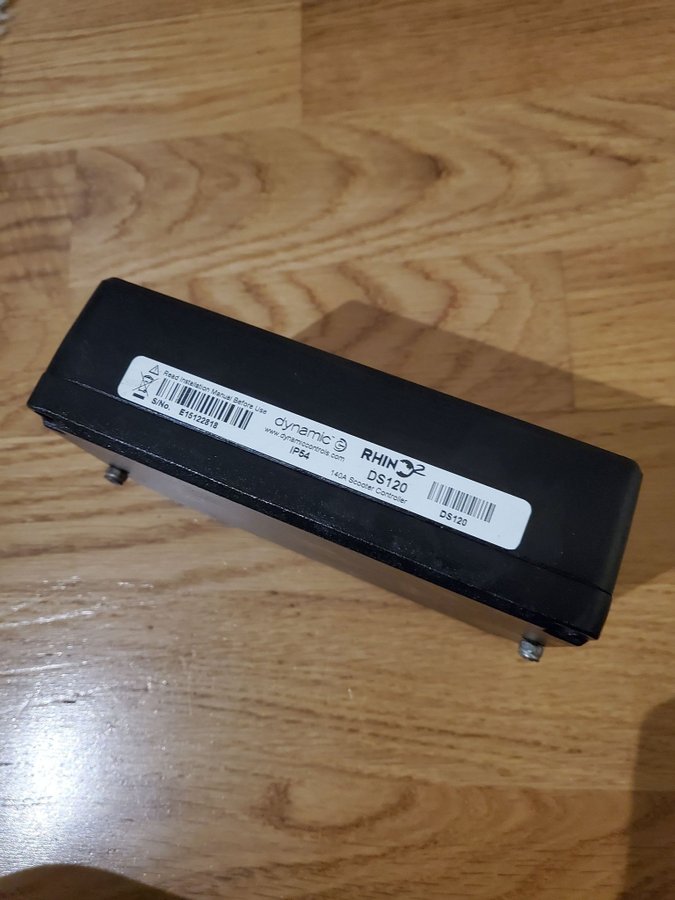 Read Installation Manual Before Use
S/No. E15122818
dynamic
www.dynamiccontrols.com
IP54
RHINO2
DS120
140A Scooter Controller
DS120